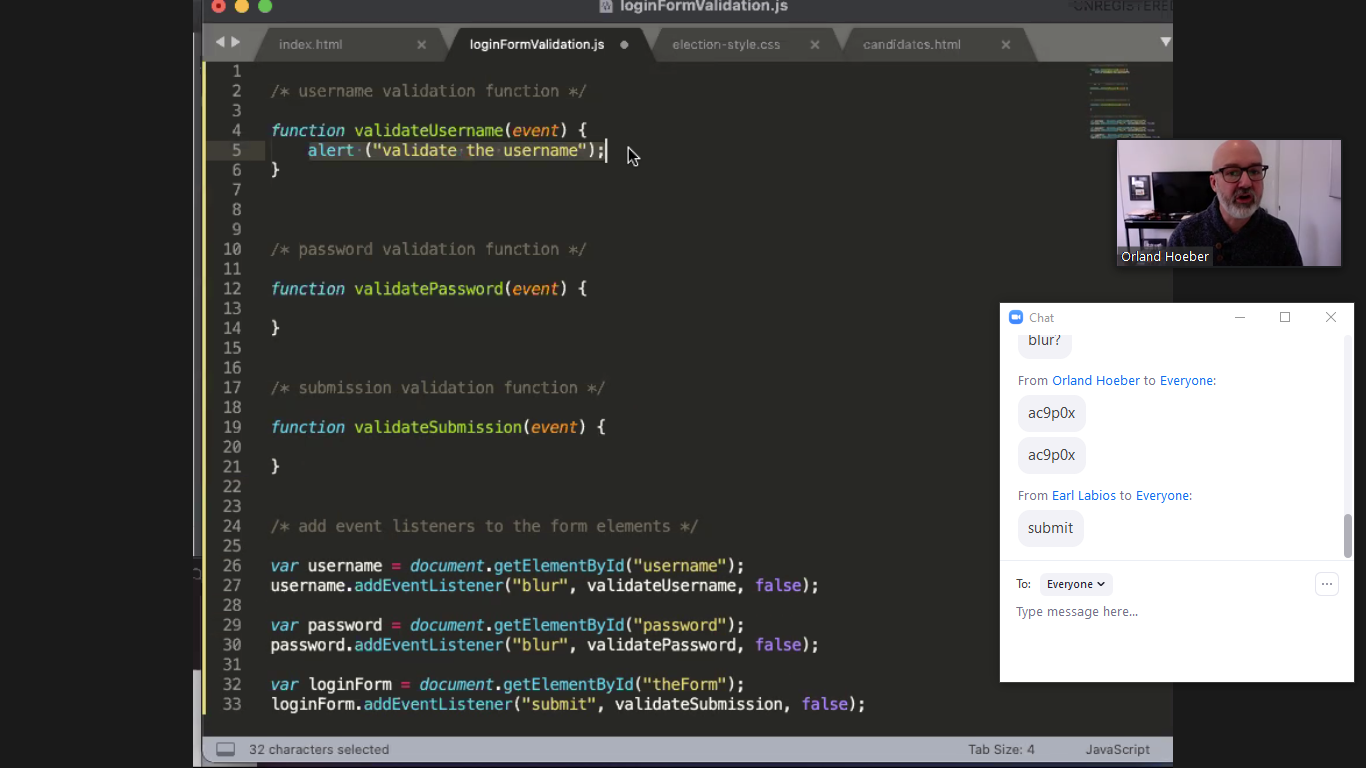 loginFormValidation.js
UNREGISTERED
index.html
loginFormValidation.js
election-style.css
candidates.html
1
2 /* username validation function */
3
4 function validateUsername(event) {
5 alert ("validate the username");
6 }
7
8
9
10 /* password validation function */
11
12 function validatePassword(event) {
13
14 }
15
16
17 /* submission validation function */
18
19 function validateSubmission(event) {
20
21 }
22
23
24 /* add event listeners to the form elements */
25
26 var username = document.getElementById("username");
27 username.addEventListener("blur", validateUsername, false);
28
29 var password = document.getElementById("password");
30 password.addEventListener("blur", validatePassword, false);
31
32 var loginForm = document.getElementById("theForm");
33 loginForm.addEventListener("submit", validateSubmission, false);
32 characters selected
Tab Size: 4
JavaScript
Orland Hoeber
Chat
blur?
From Orland Hoeber to Everyone:
ac9p0x
ac9p0x
From Earl Labios to Everyone:
submit
To: Everyone
Type message here...